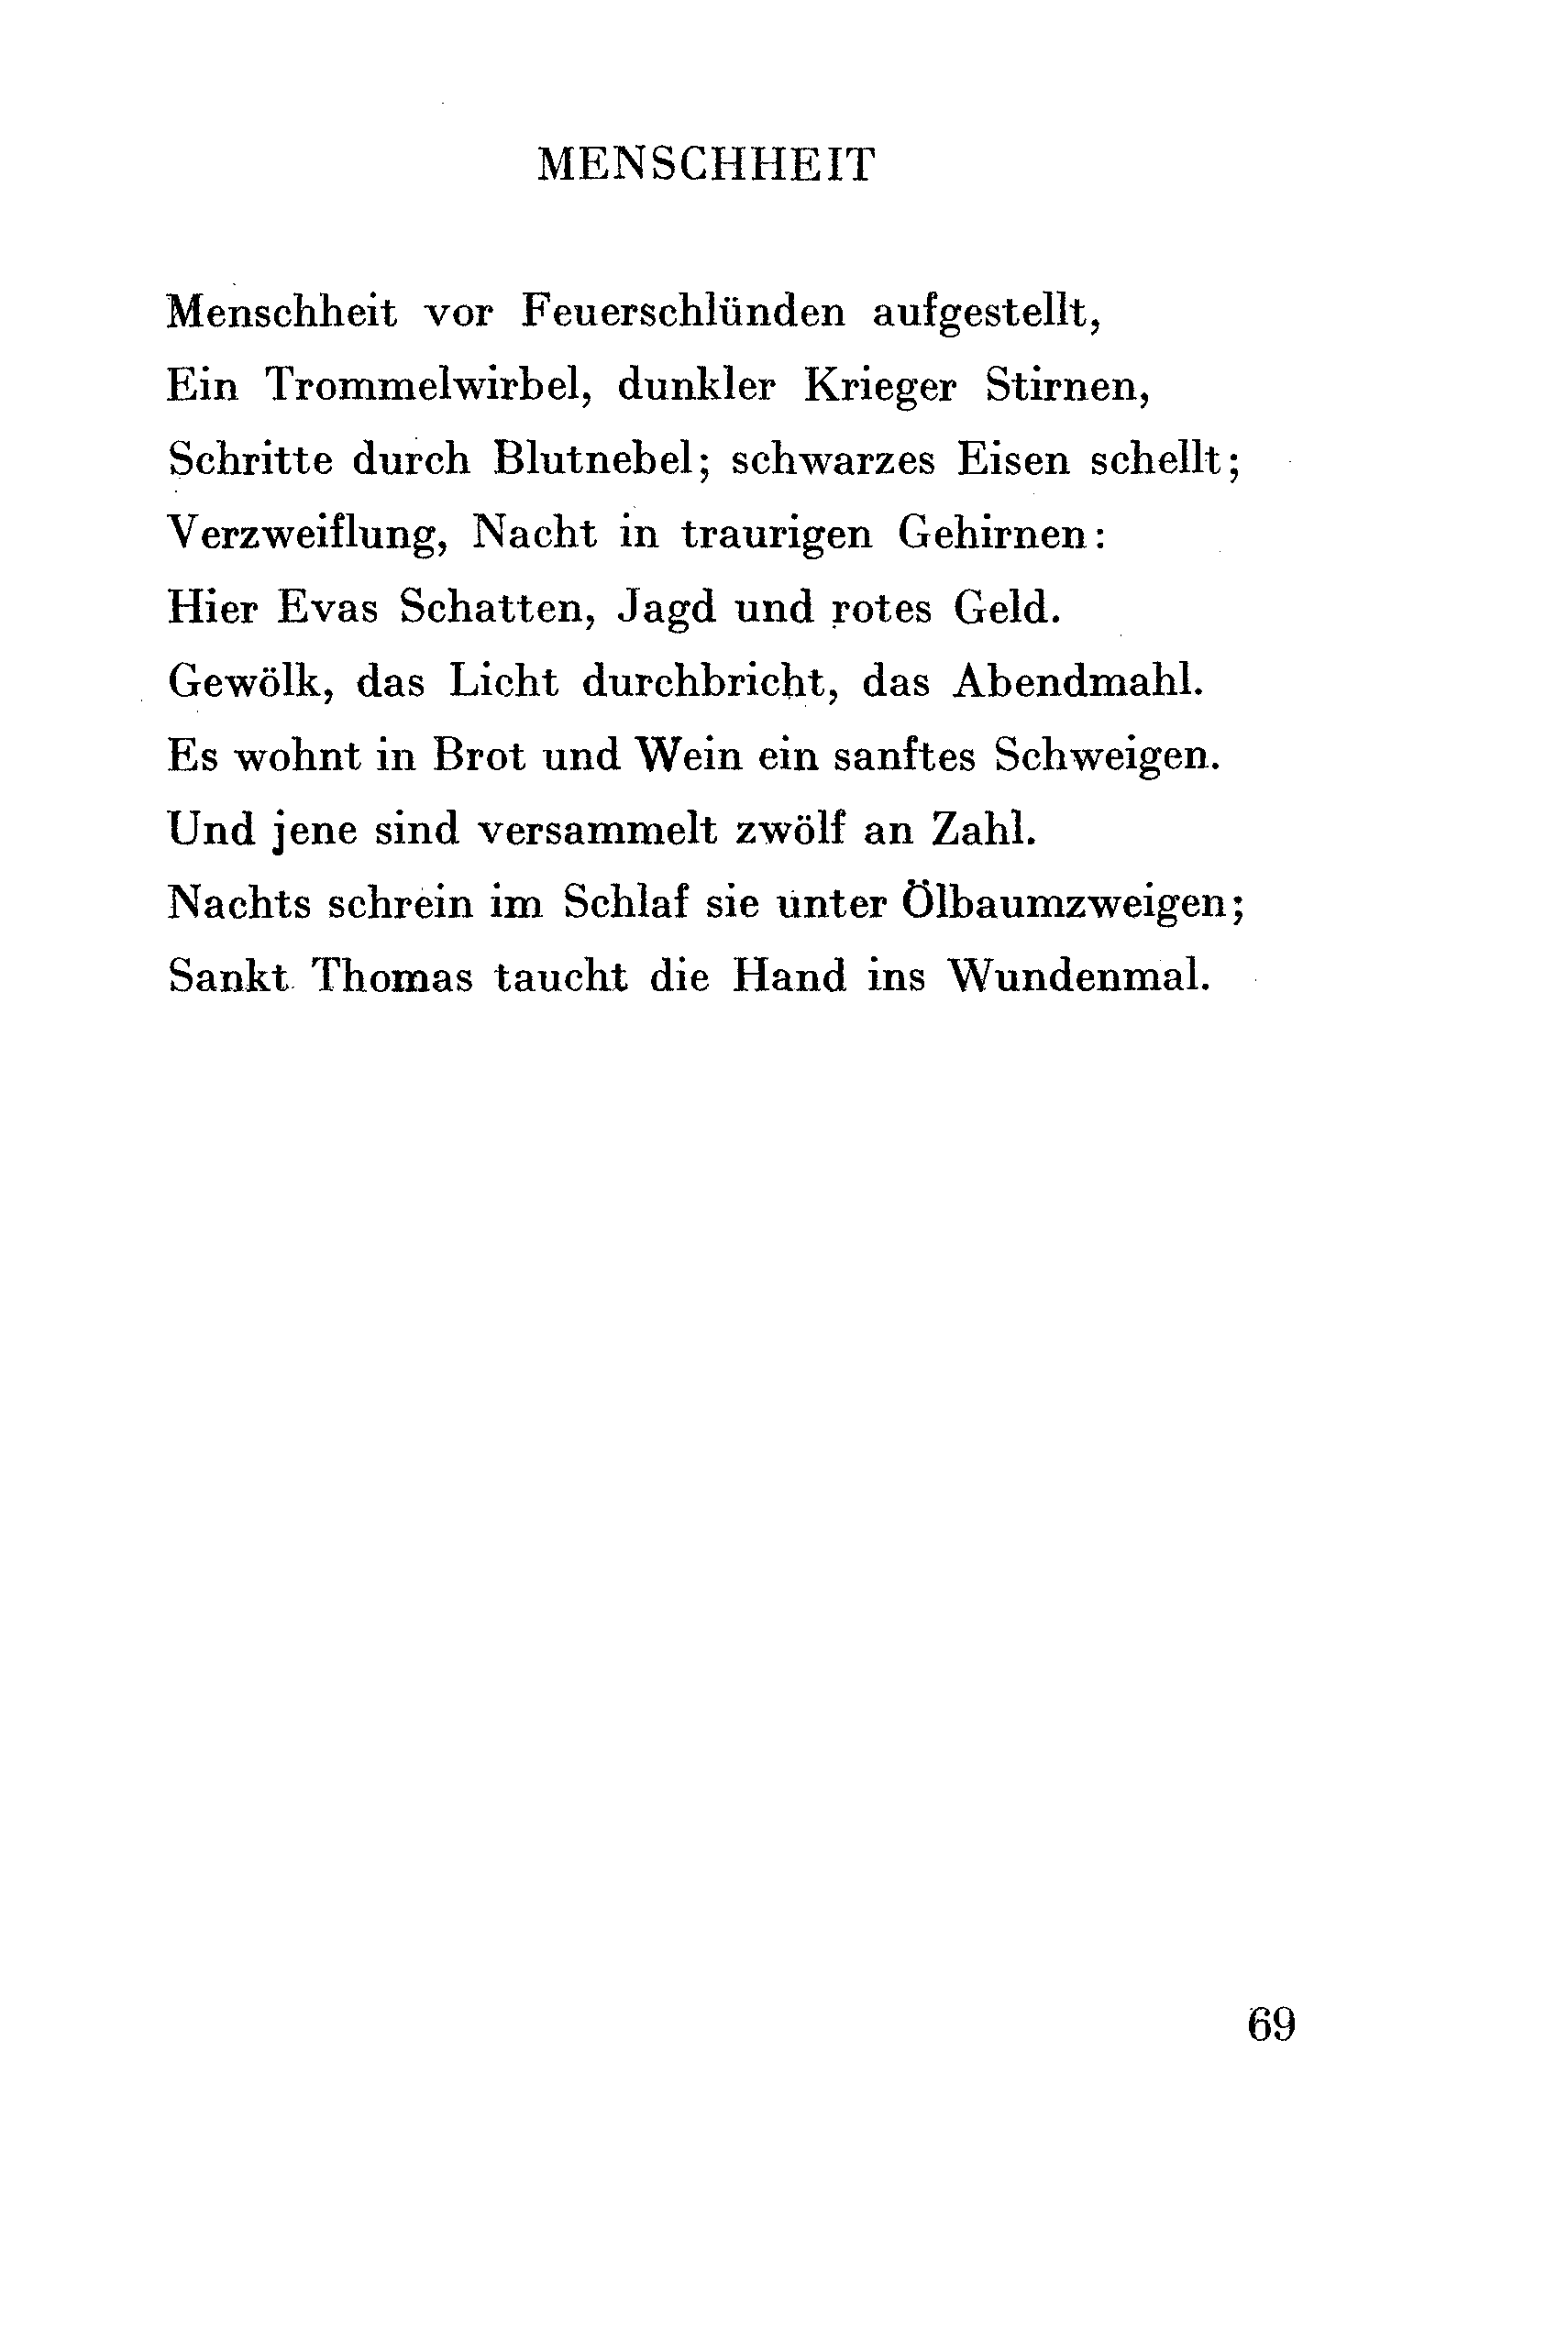 MENSCHHEIT
Menschheit vor Feuerschlünden aufgestellt,
Ein Trommelwirbel, dunkler Krieger Stirnen,
Schritte durch Blutnebel; schwarzes Eisen schellt;
Verzweiflung, Nacht in traurigen Gehirnen:
Hier Evas Schatten, Jagd und rotes Geld.
Gewölk, das Licht durchbricht, das Abendmahl.
Es wohnt in Brot und Wein ein sanftes Schweigen.
Und jene sind versammelt zwölf an Zahl.
Nachts schrein im Schlaf sie unter Ölbaumzweigen;
Sankt Thomas taucht die Hand ins Wundenmal.
69